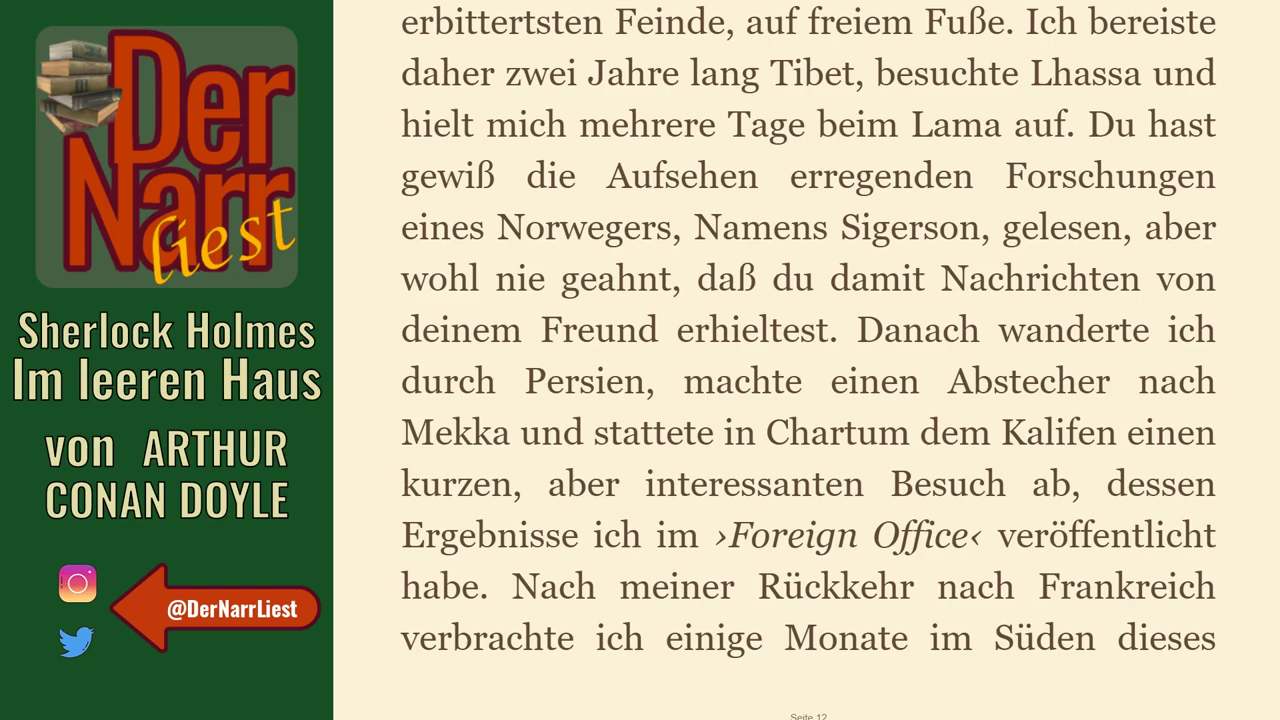 Der
Narr
liest
Sherlock Holmes
Im leeren Haus
von ARTHUR
CONAN DOYLE
@DerNarrLiest
erbittertsten Feinde, auf freiem Fuße. Ich bereiste
daher zwei Jahre lang Tibet, besuchte Lhassa und
hielt mich mehrere Tage beim Lama auf. Du hast
gewiß die Aufsehen erregenden Forschungen
eines Norwegers, Namens Sigerson, gelesen, aber
wohl nie geahnt, daß du damit Nachrichten von
deinem Freund erhieltest. Danach wanderte ich
durch Persien, machte einen Abstecher nach
Mekka und stattete in Chartum dem Kalifen einen
kurzen, aber interessanten Besuch ab, dessen
Ergebnisse ich im ›Foreign Office‹ veröffentlicht
habe. Nach meiner Rückkehr nach Frankreich
verbrachte ich einige Monate im Süden dieses
Seite 12